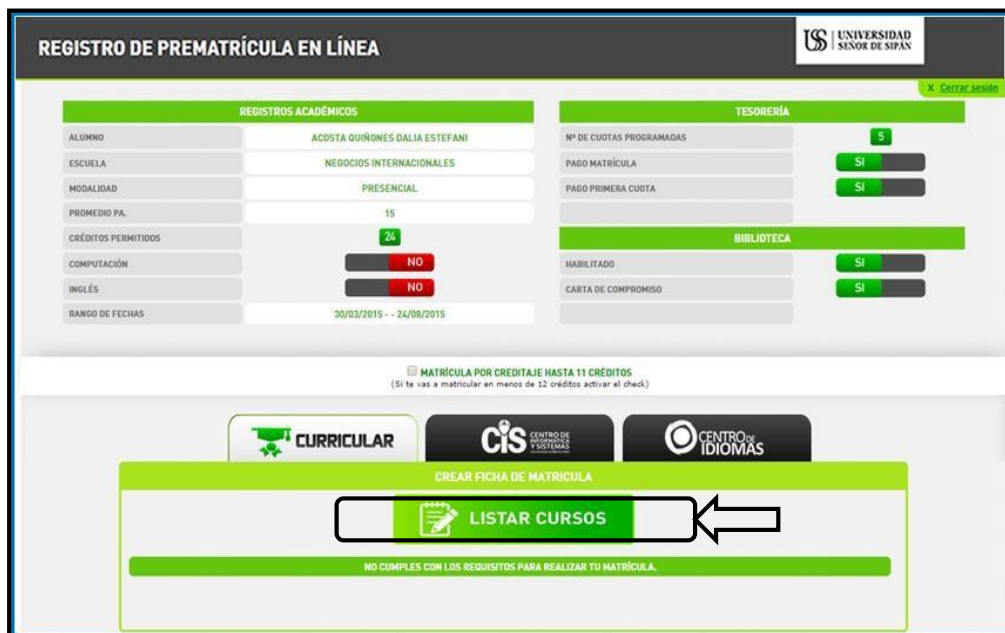 REGISTRO DE PREMATRÍCULA EN LÍNEA
USS UNIVERSIDAD
SEÑOR DE SIPÁN
X Cerrar sesión
REGISTROS ACADÉMICOS
ALUMNO ACOSTA QUIÑONES DALIA ESTEFANI
ESCUELA NEGOCIOS INTERNACIONALES
MODALIDAD PRESENCIAL
PROMEDIO PA. 15
CRÉDITOS PERMITIDOS 24
COMPUTACIÓN NO
INGLÉS NO
RANGO DE FECHAS 30/03/2015 - - 24/08/2015
TESORERÍA
Nº DE CUOTAS PROGRAMADAS 5
PAGO MATRÍCULA SI
PAGO PRIMERA CUOTA SI
BIBLIOTECA
HABILITADO SI
CARTA DE COMPROMISO SI
MATRÍCULA POR CREDITAJE HASTA 11 CRÉDITOS
(Si te vas a matricular en menos de 12 créditos activar el check)
CURRICULAR
CIS CENTRO DE
INFORMÁTICA
Y SISTEMAS
CENTRO DE
IDIOMAS
CREAR FICHA DE MATRICULA
LISTAR CURSOS
NO CUMPLES CON LOS REQUISITOS PARA REALIZAR TU MATRÍCULA.